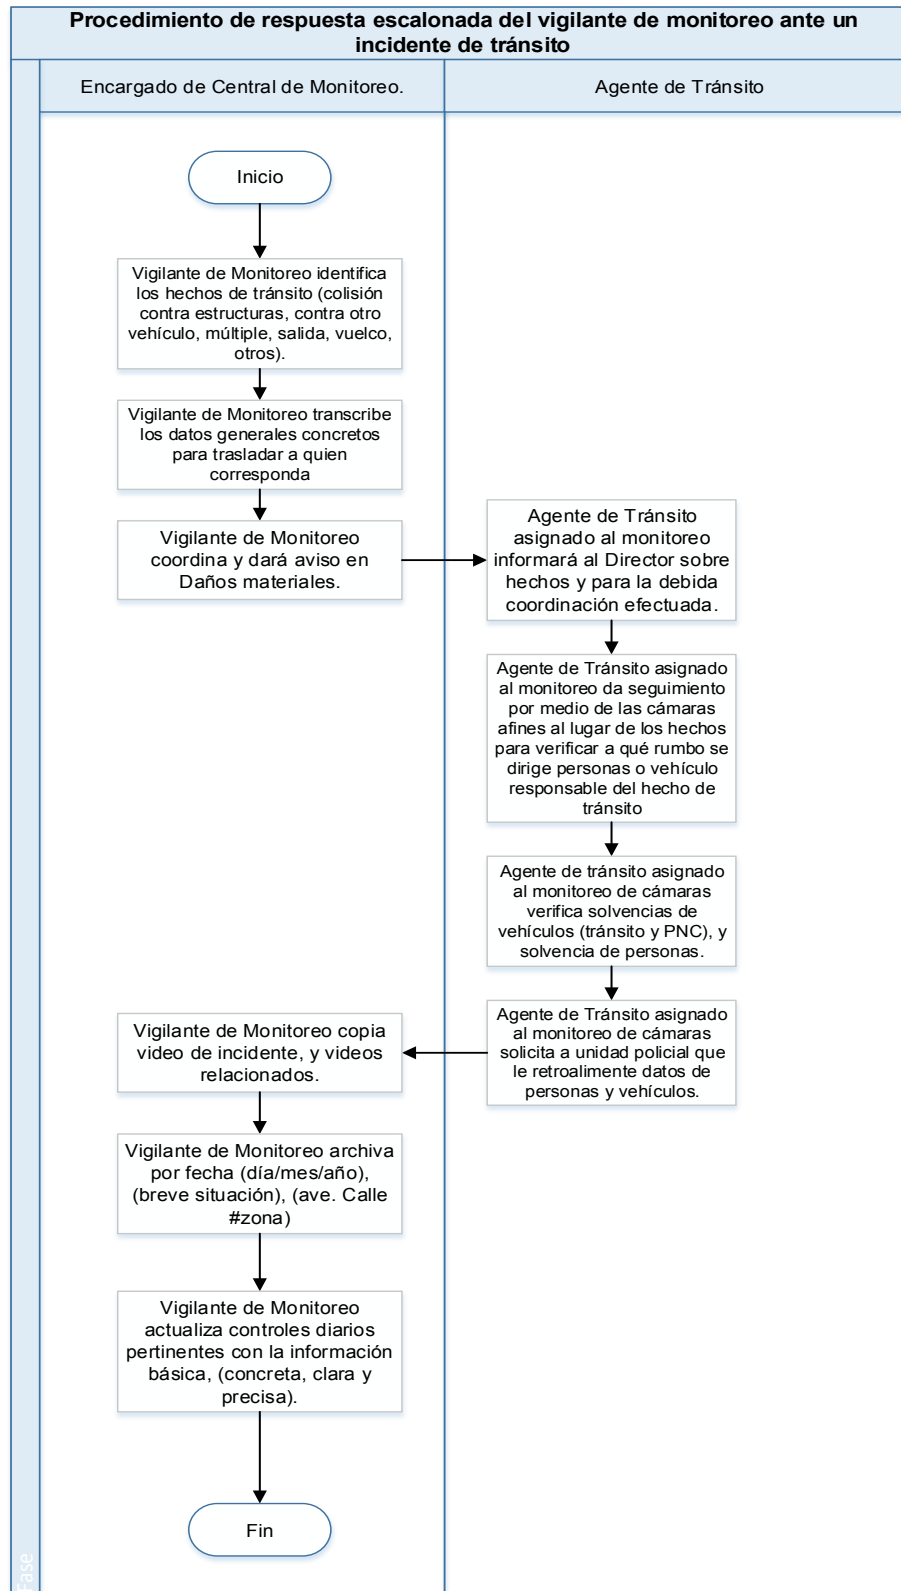 Procedimiento de respuesta escalonada del vigilante de monitoreo ante un
incidente de tránsito
Encargado de Central de Monitoreo.
Agente de Tránsito
Inicio
Vigilante de Monitoreo identifica
los hechos de tránsito (colisión
contra estructuras, contra otro
vehículo, múltiple, salida, vuelco,
otros).
Vigilante de Monitoreo transcribe
los datos generales concretos
para trasladar a quien
corresponda
Vigilante de Monitoreo
coordina y dará aviso en
Daños materiales.
Agente de Tránsito
asignado al monitoreo
informará al Director sobre
hechos y para la debida
coordinación efectuada.
Agente de Tránsito asignado
al monitoreo da seguimiento
por medio de las cámaras
afines al lugar de los hechos
para verificar a qué rumbo se
dirige personas o vehículo
responsable del hecho de
tránsito
Agente de tránsito asignado
al monitoreo de cámaras
verifica solvencias de
vehículos (tránsito y PNC), y
solvencia de personas.
Agente de Tránsito asignado
al monitoreo de cámaras
solicita a unidad policial que
le retroalimente datos de
personas y vehículos.
Vigilante de Monitoreo copia
video de incidente, y videos
relacionados.
Vigilante de Monitoreo archiva
por fecha (día/mes/año),
(breve situación), (ave. Calle
#zona)
Vigilante de Monitoreo
actualiza controles diarios
pertinentes con la información
básica, (concreta, clara y
precisa).
Fin
Fase